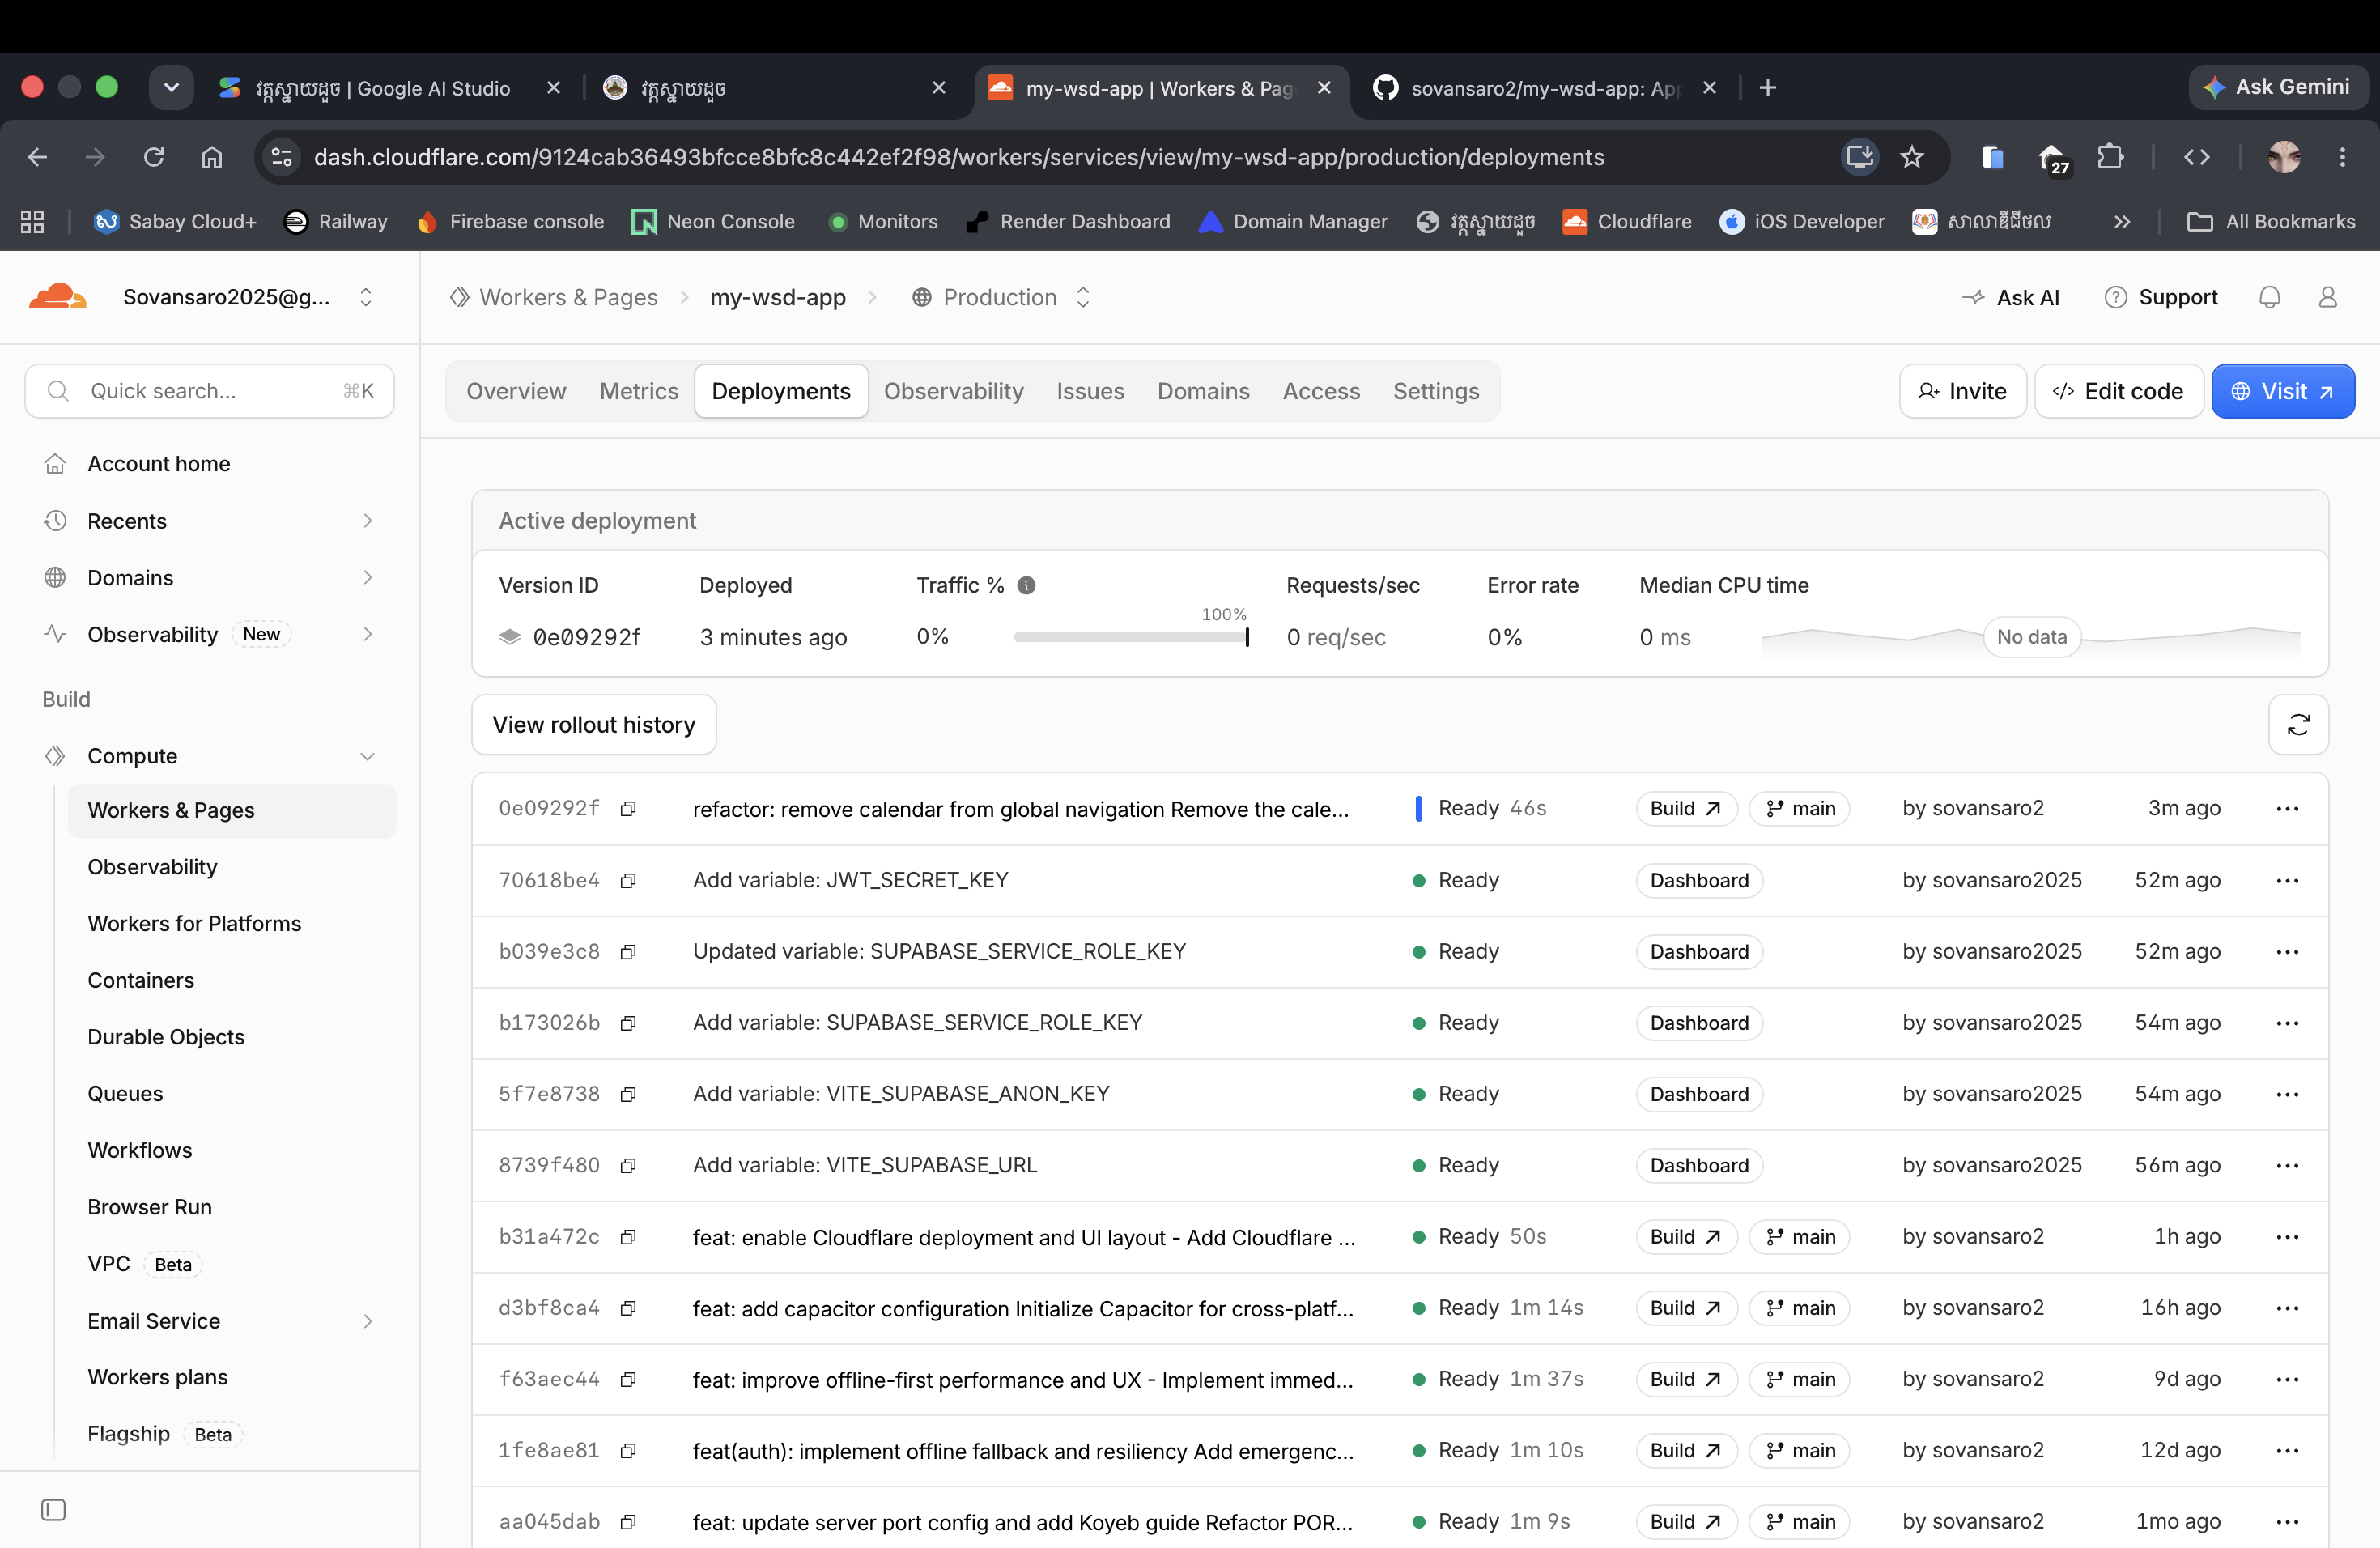 វត្តស្វាយដូច | Google AI Studio
វត្តស្វាយដូច
my-wsd-app | Workers & Pag
sovansaro2/my-wsd-app: App
Ask Gemini
dash.cloudflare.com/9124cab36493bfcce8bfc8c442ef2f98/workers/services/view/my-wsd-app/production/deployments
27
Sabay Cloud+
Railway
Firebase console
Neon Console
Monitors
Render Dashboard
Domain Manager
វត្តស្វាយដូច
Cloudflare
iOS Developer
សាលាឌីជីថល
All Bookmarks
Sovansaro2025@g...
Workers & Pages
my-wsd-app
Production
Ask AI
Support
Quick search... ⌘K
Overview
Metrics
Deployments
Observability
Issues
Domains
Access
Settings
Invite
Edit code
Visit
Account home
Recents
Domains
Observability New
Build
Compute
Workers & Pages
Observability
Workers for Platforms
Containers
Durable Objects
Queues
Workflows
Browser Run
VPC Beta
Email Service
Workers plans
Flagship Beta
Active deployment
Version ID Deployed Traffic % Requests/sec Error rate Median CPU time
100%
0e09292f 3 minutes ago 0% 0 req/sec 0% 0 ms No data
View rollout history
0e09292f refactor: remove calendar from global navigation Remove the cale... Ready 46s Build main by sovansaro2 3m ago
70618be4 Add variable: JWT_SECRET_KEY Ready Dashboard by sovansaro2025 52m ago
b039e3c8 Updated variable: SUPABASE_SERVICE_ROLE_KEY Ready Dashboard by sovansaro2025 52m ago
b173026b Add variable: SUPABASE_SERVICE_ROLE_KEY Ready Dashboard by sovansaro2025 54m ago
5f7e8738 Add variable: VITE_SUPABASE_ANON_KEY Ready Dashboard by sovansaro2025 54m ago
8739f480 Add variable: VITE_SUPABASE_URL Ready Dashboard by sovansaro2025 56m ago
b31a472c feat: enable Cloudflare deployment and UI layout - Add Cloudflare ... Ready 50s Build main by sovansaro2 1h ago
d3bf8ca4 feat: add capacitor configuration Initialize Capacitor for cross-platf... Ready 1m 14s Build main by sovansaro2 16h ago
f63aec44 feat: improve offline-first performance and UX - Implement immed... Ready 1m 37s Build main by sovansaro2 9d ago
1fe8ae81 feat(auth): implement offline fallback and resiliency Add emergenc... Ready 1m 10s Build main by sovansaro2 12d ago
aa045dab feat: update server port config and add Koyeb guide Refactor POR... Ready 1m 9s Build main by sovansaro2 1mo ago